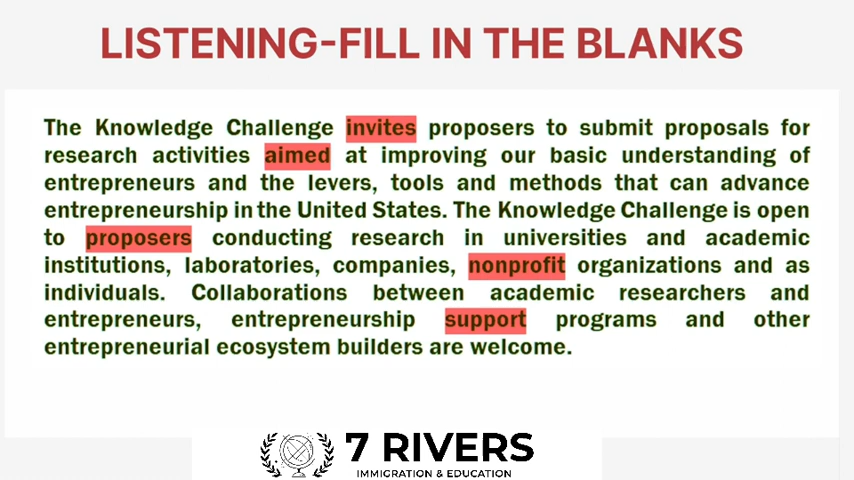 LISTENING-FILL IN THE BLANKS
The Knowledge Challenge invites proposers to submit proposals for
research activities aimed at improving our basic understanding of
entrepreneurs and the levers, tools and methods that can advance
entrepreneurship in the United States. The Knowledge Challenge is open
to proposers conducting research in universities and academic
institutions, laboratories, companies, nonprofit organizations and as
individuals. Collaborations between academic researchers and
entrepreneurs, entrepreneurship support programs and other
entrepreneurial ecosystem builders are welcome.
7 RIVERS
IMMIGRATION & EDUCATION